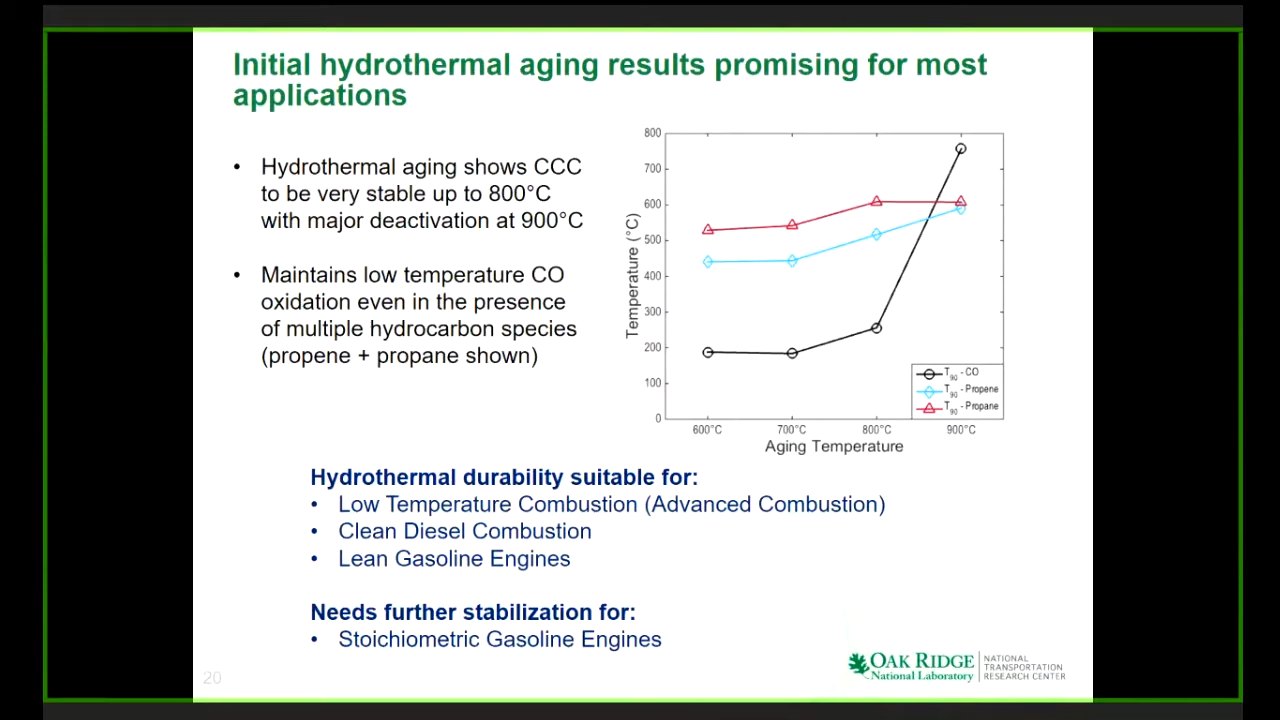 Initial hydrothermal aging results promising for most
applications
• Hydrothermal aging shows CCC
to be very stable up to 800°C
with major deactivation at 900°C
• Maintains low temperature CO
oxidation even in the presence
of multiple hydrocarbon species
(propene + propane shown)
800
700
600
500
400
300
200
100
0
Temperature (°C)
600°C 700°C 800°C 900°C
Aging Temperature
T90 - CO
T90 - Propene
T90 - Propane
Hydrothermal durability suitable for:
• Low Temperature Combustion (Advanced Combustion)
• Clean Diesel Combustion
• Lean Gasoline Engines
Needs further stabilization for:
• Stoichiometric Gasoline Engines
20
OAK RIDGE
National Laboratory
NATIONAL
TRANSPORTATION
RESEARCH CENTER